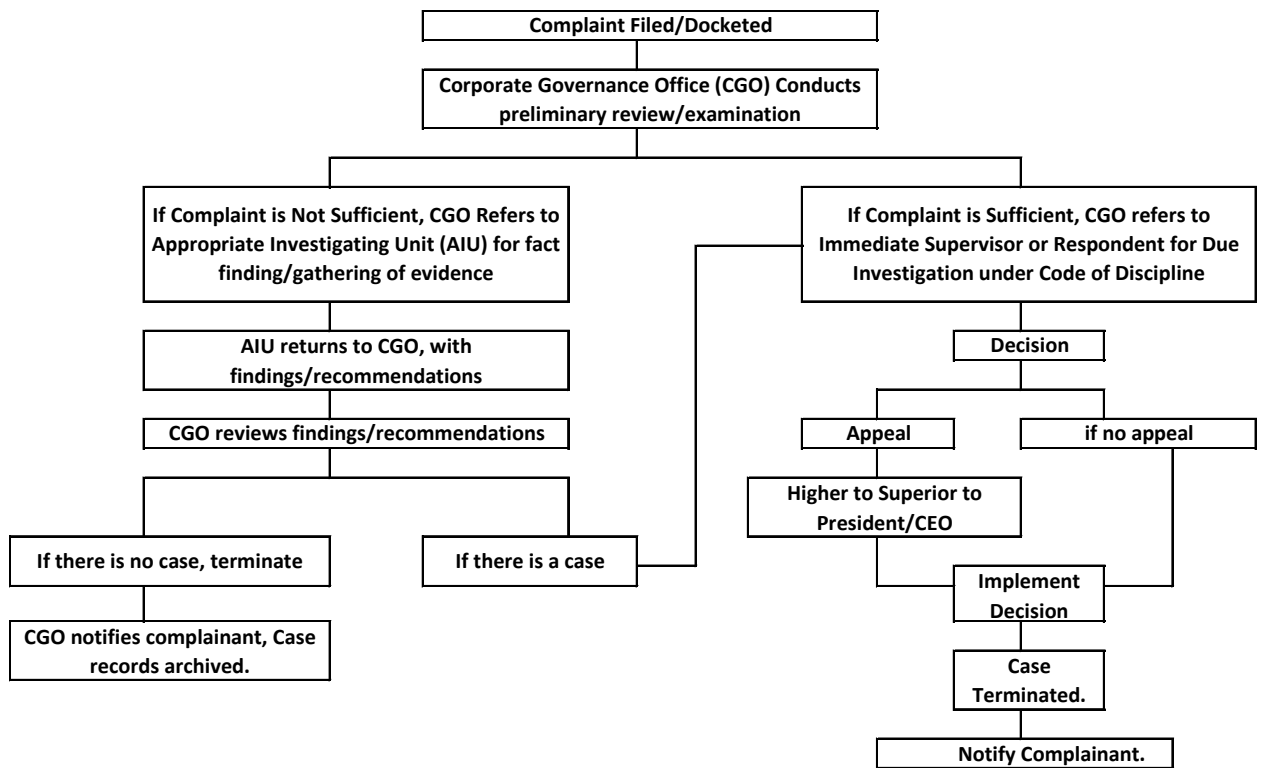 Complaint Filed/Docketed
Corporate Governance Office (CGO) Conducts
preliminary review/examination
If Complaint is Not Sufficient, CGO Refers to
Appropriate Investigating Unit (AIU) for fact
finding/gathering of evidence
AIU returns to CGO, with
findings/recommendations
CGO reviews findings/recommendations
If there is no case, terminate
CGO notifies complainant, Case
records archived.
If there is a case
If Complaint is Sufficient, CGO refers to
Immediate Supervisor or Respondent for Due
Investigation under Code of Discipline
Decision
Appeal
if no appeal
Higher to Superior to
President/CEO
Implement
Decision
Case
Terminated.
Notify Complainant.